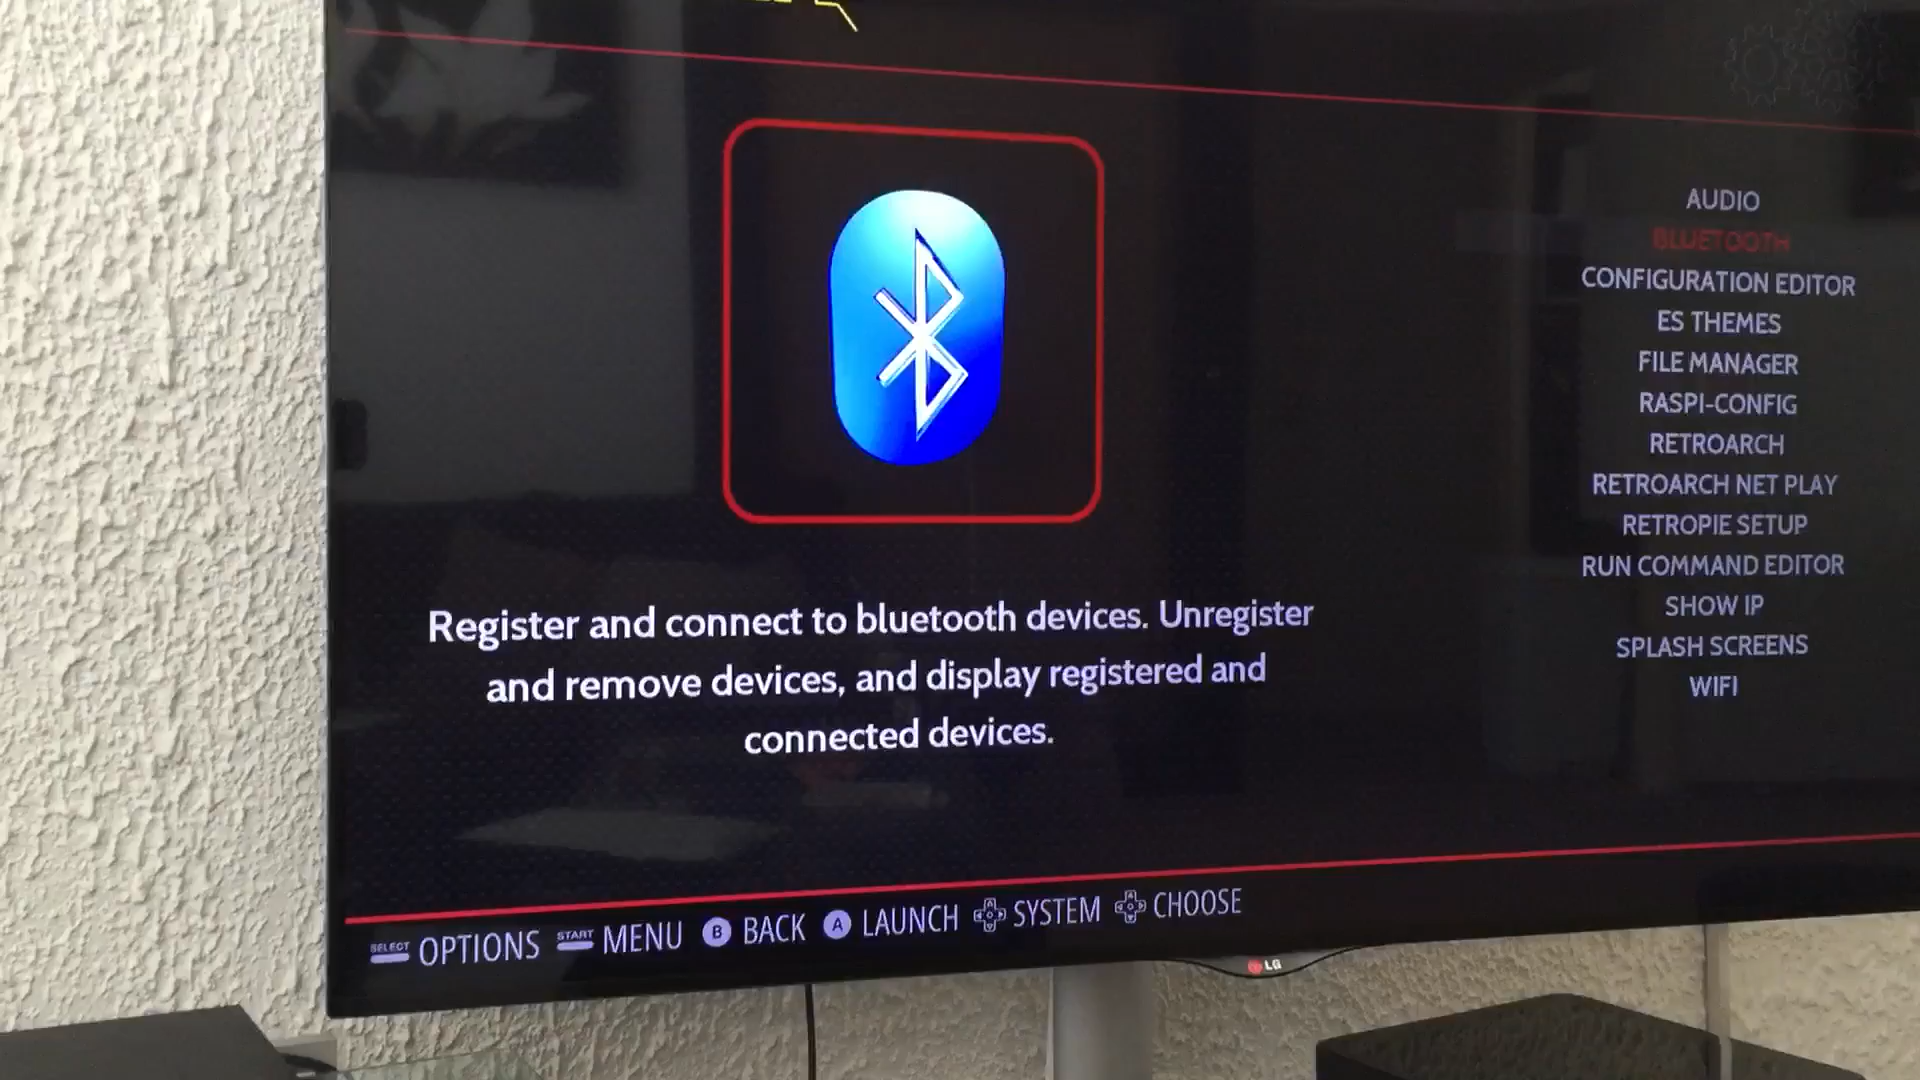 AUDIO
BLUETOOTH
CONFIGURATION EDITOR
ES THEMES
FILE MANAGER
RASPI-CONFIG
RETROARCH
RETROARCH NET PLAY
RETROPIE SETUP
RUN COMMAND EDITOR
SHOW IP
SPLASH SCREENS
WIFI
Register and connect to bluetooth devices. Unregister
and remove devices, and display registered and
connected devices.
SELECT OPTIONS START MENU B BACK A LAUNCH SYSTEM CHOOSE
LG